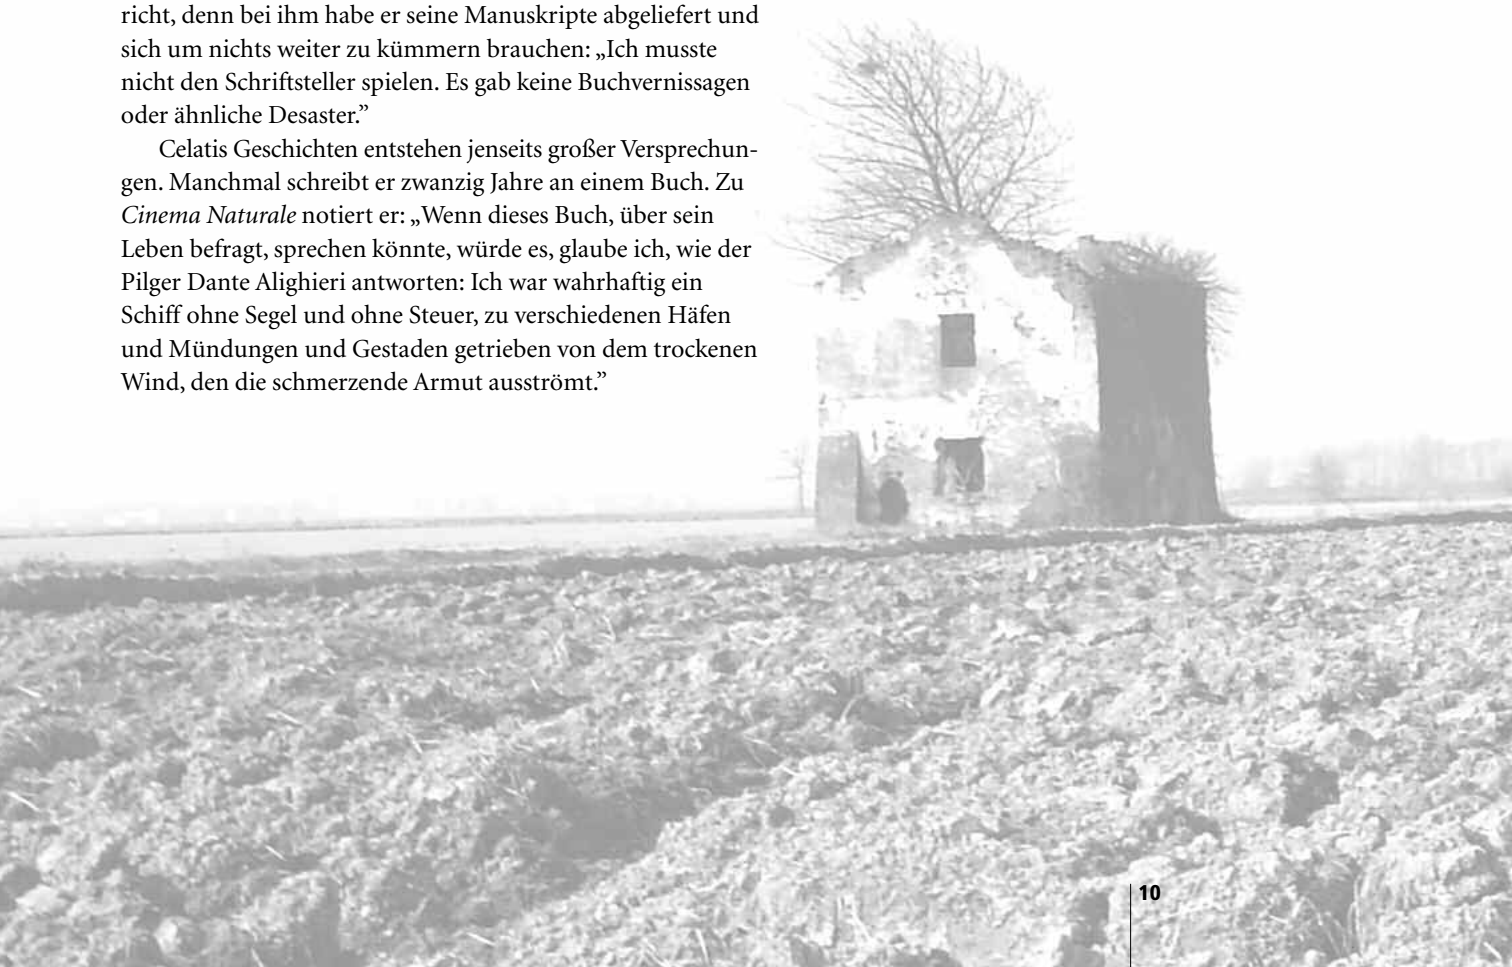 richt, denn bei ihm habe er seine Manuskripte abgeliefert und
sich um nichts weiter zu kümmern brauchen: „Ich musste
nicht den Schriftsteller spielen. Es gab keine Buchvernissagen
oder ähnliche Desaster.”
Celatis Geschichten entstehen jenseits großer Versprechun-
gen. Manchmal schreibt er zwanzig Jahre an einem Buch. Zu
Cinema Naturale notiert er: „Wenn dieses Buch, über sein
Leben befragt, sprechen könnte, würde es, glaube ich, wie der
Pilger Dante Alighieri antworten: Ich war wahrhaftig ein
Schiff ohne Segel und ohne Steuer, zu verschiedenen Häfen
und Mündungen und Gestaden getrieben von dem trockenen
Wind, den die schmerzende Armut ausströmt.”
10